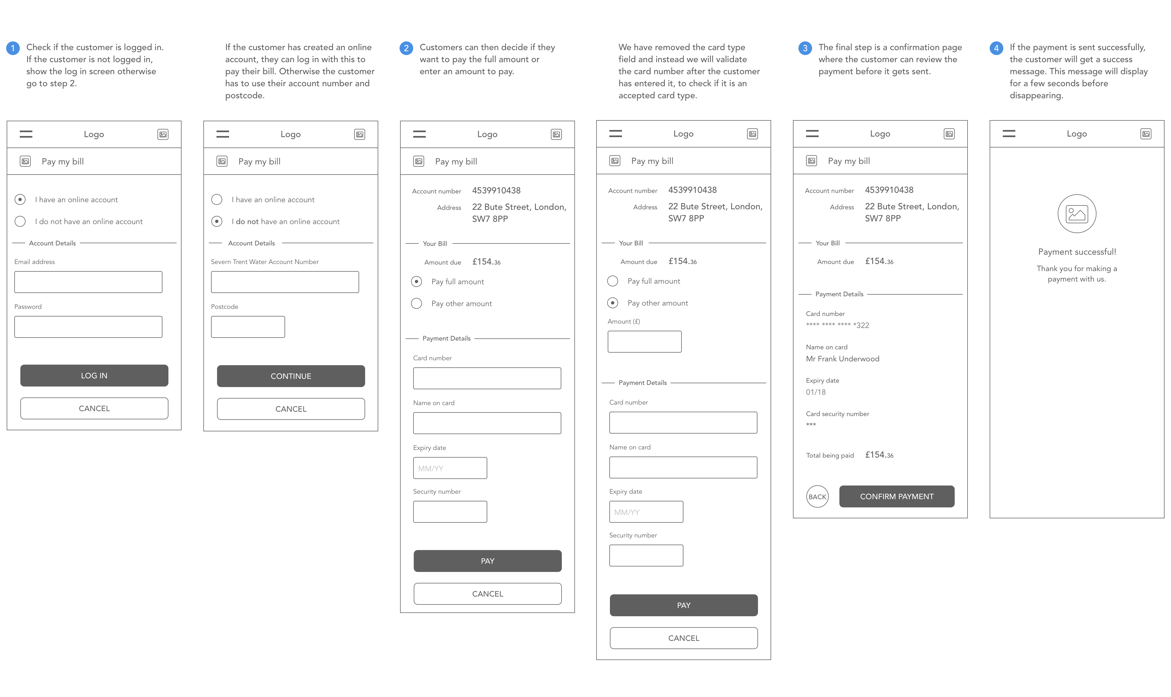 1 Check if the customer is logged in.
If the customer is not logged in,
show the log in screen otherwise
go to step 2.
If the customer has created an online
account, they can log in with this to
pay their bill. Otherwise the customer
has to use their account number and
postcode.
2 Customers can then decide if they
want to pay the full amount or
enter an amount to pay.
We have removed the card type
field and instead we will validate
the card number after the customer
has entered it, to check if it is an
accepted card type.
3 The final step is a confirmation page
where the customer can review the
payment before it gets sent.
4 If the payment is sent successfully,
the customer will get a success
message. This message will display
for a few seconds before
disappearing.
Logo
Pay my bill
I have an online account
I do not have an online account
Account Details
Email address
Password
LOG IN
CANCEL
Logo
Pay my bill
I have an online account
I do not have an online account
Account Details
Severn Trent Water Account Number
Postcode
CONTINUE
CANCEL
Logo
Pay my bill
Account number 4539910438
Address 22 Bute Street, London,
SW7 8PP
Your Bill
Amount due £154.36
Pay full amount
Pay other amount
Payment Details
Card number
Name on card
Expiry date
MM/YY
Security number
PAY
CANCEL
Logo
Pay my bill
Account number 4539910438
Address 22 Bute Street, London,
SW7 8PP
Your Bill
Amount due £154.36
Pay full amount
Pay other amount
Amount (£)
Payment Details
Card number
Name on card
Expiry date
MM/YY
Security number
PAY
CANCEL
Logo
Pay my bill
Account number 4539910438
Address 22 Bute Street, London,
SW7 8PP
Your Bill
Amount due £154.36
Payment Details
Card number
**** **** **** *322
Name on card
Mr Frank Underwood
Expiry date
01/18
Card security number
***
Total being paid £154.36
BACK CONFIRM PAYMENT
Logo
Payment successful!
Thank you for making a
payment with us.